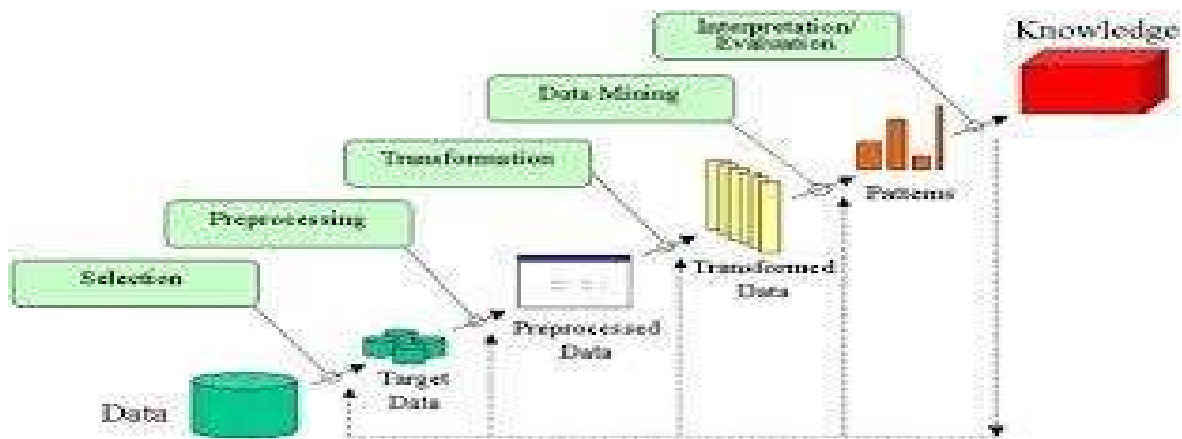 Interpretation/
Evaluation
Knowledge
Data Mining
Transformation
Patterns
Preprocessing
Transformed
Data
Selection
Preprocessed
Data
Target
Data
Data